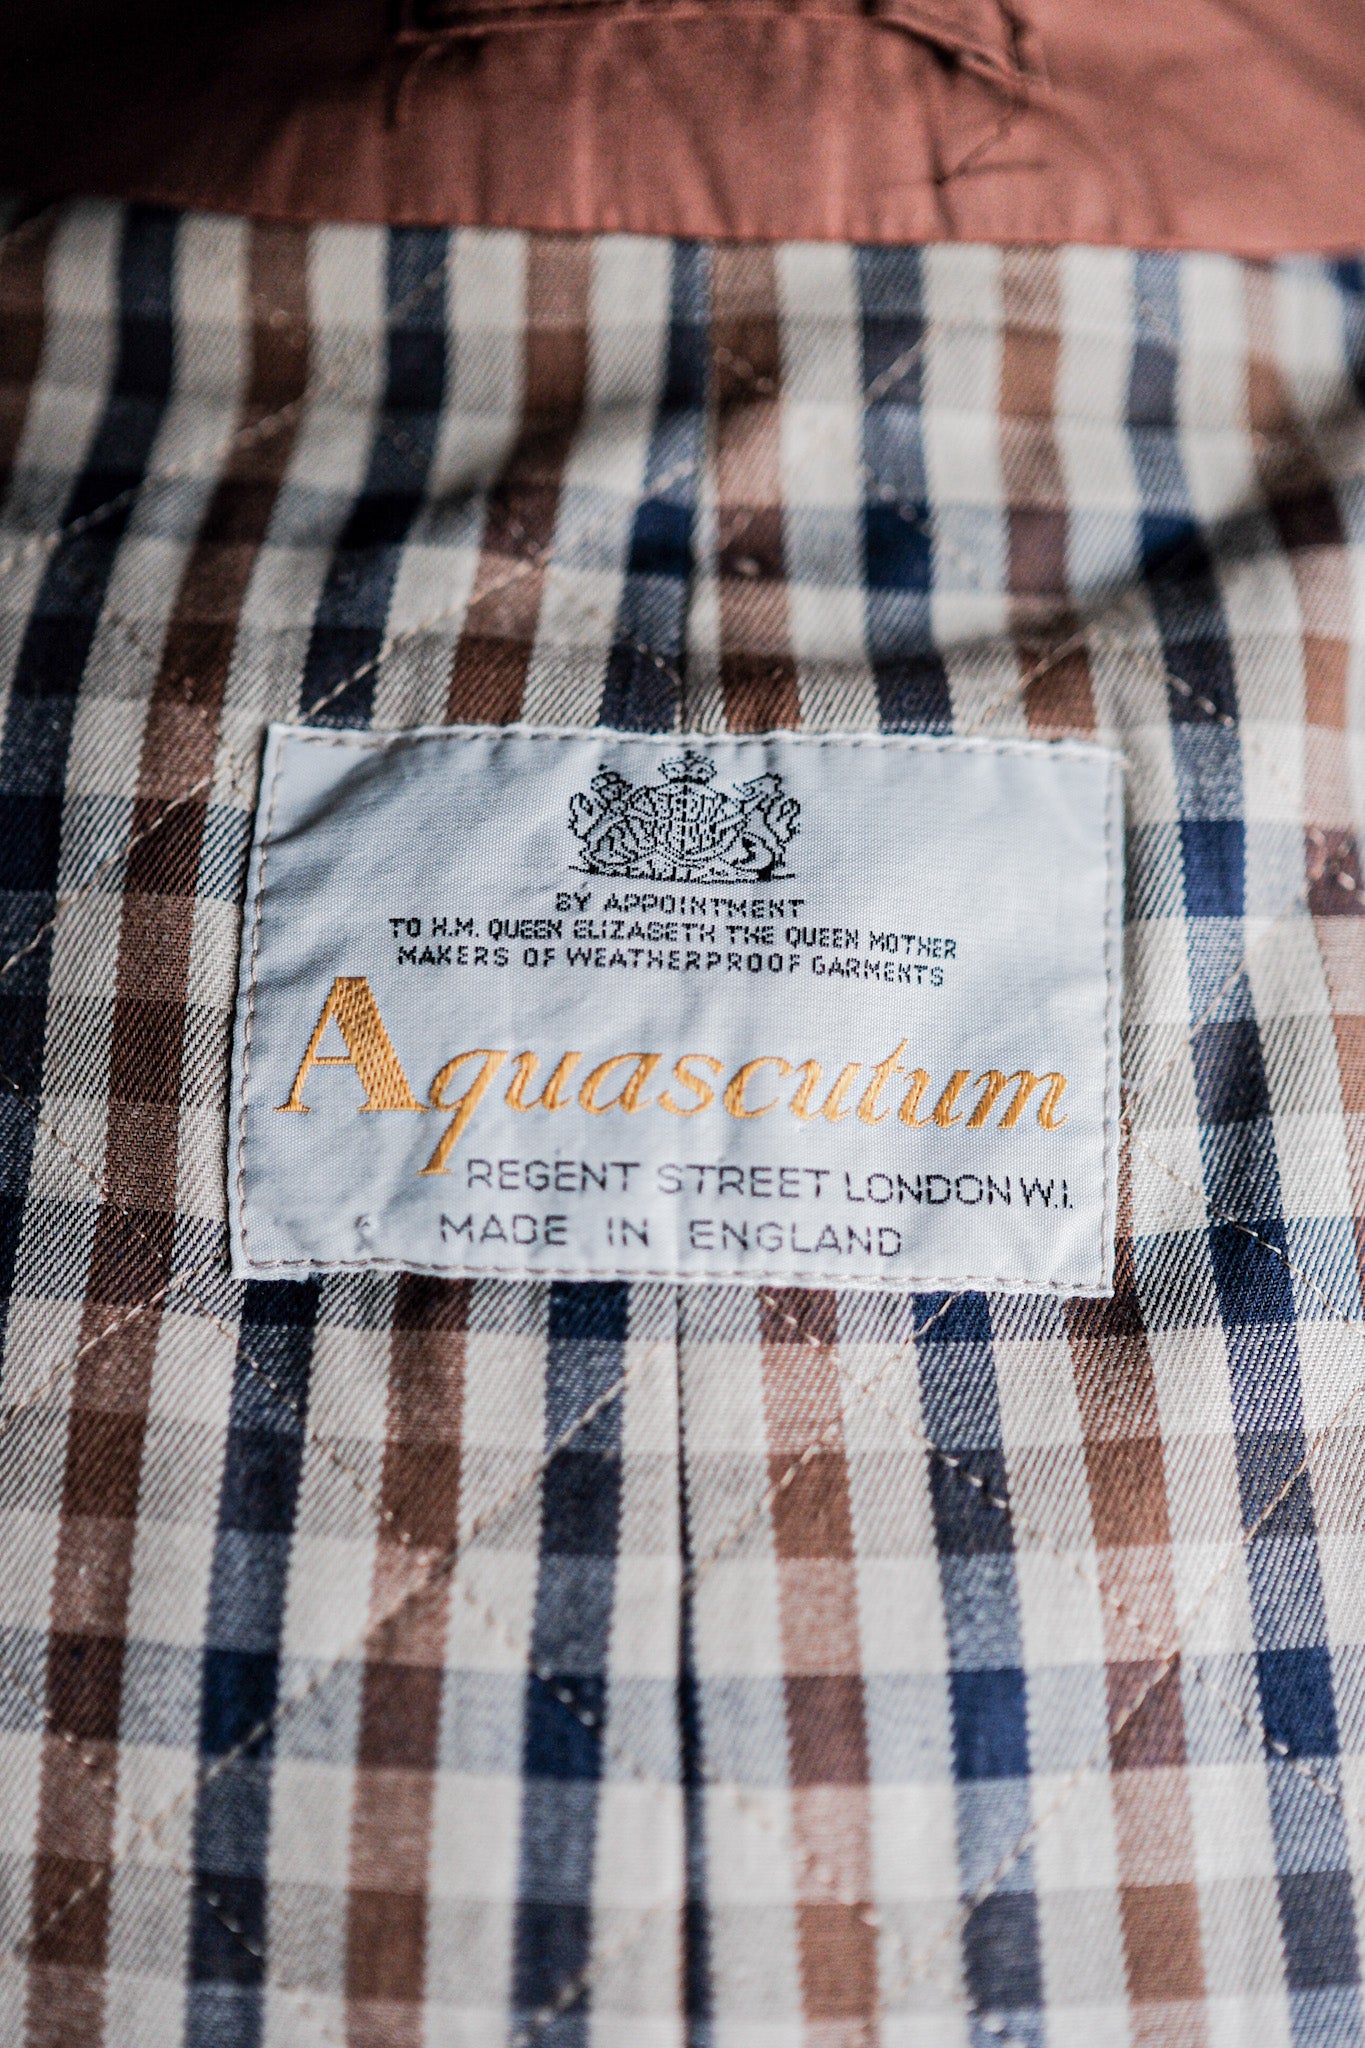 BY APPOINTMENT
TO H.M. QUEEN ELIZABETH THE QUEEN MOTHER
MAKERS OF WEATHERPROOF GARMENTS
Aquascutum
REGENT STREET LONDON W.I.
MADE IN ENGLAND